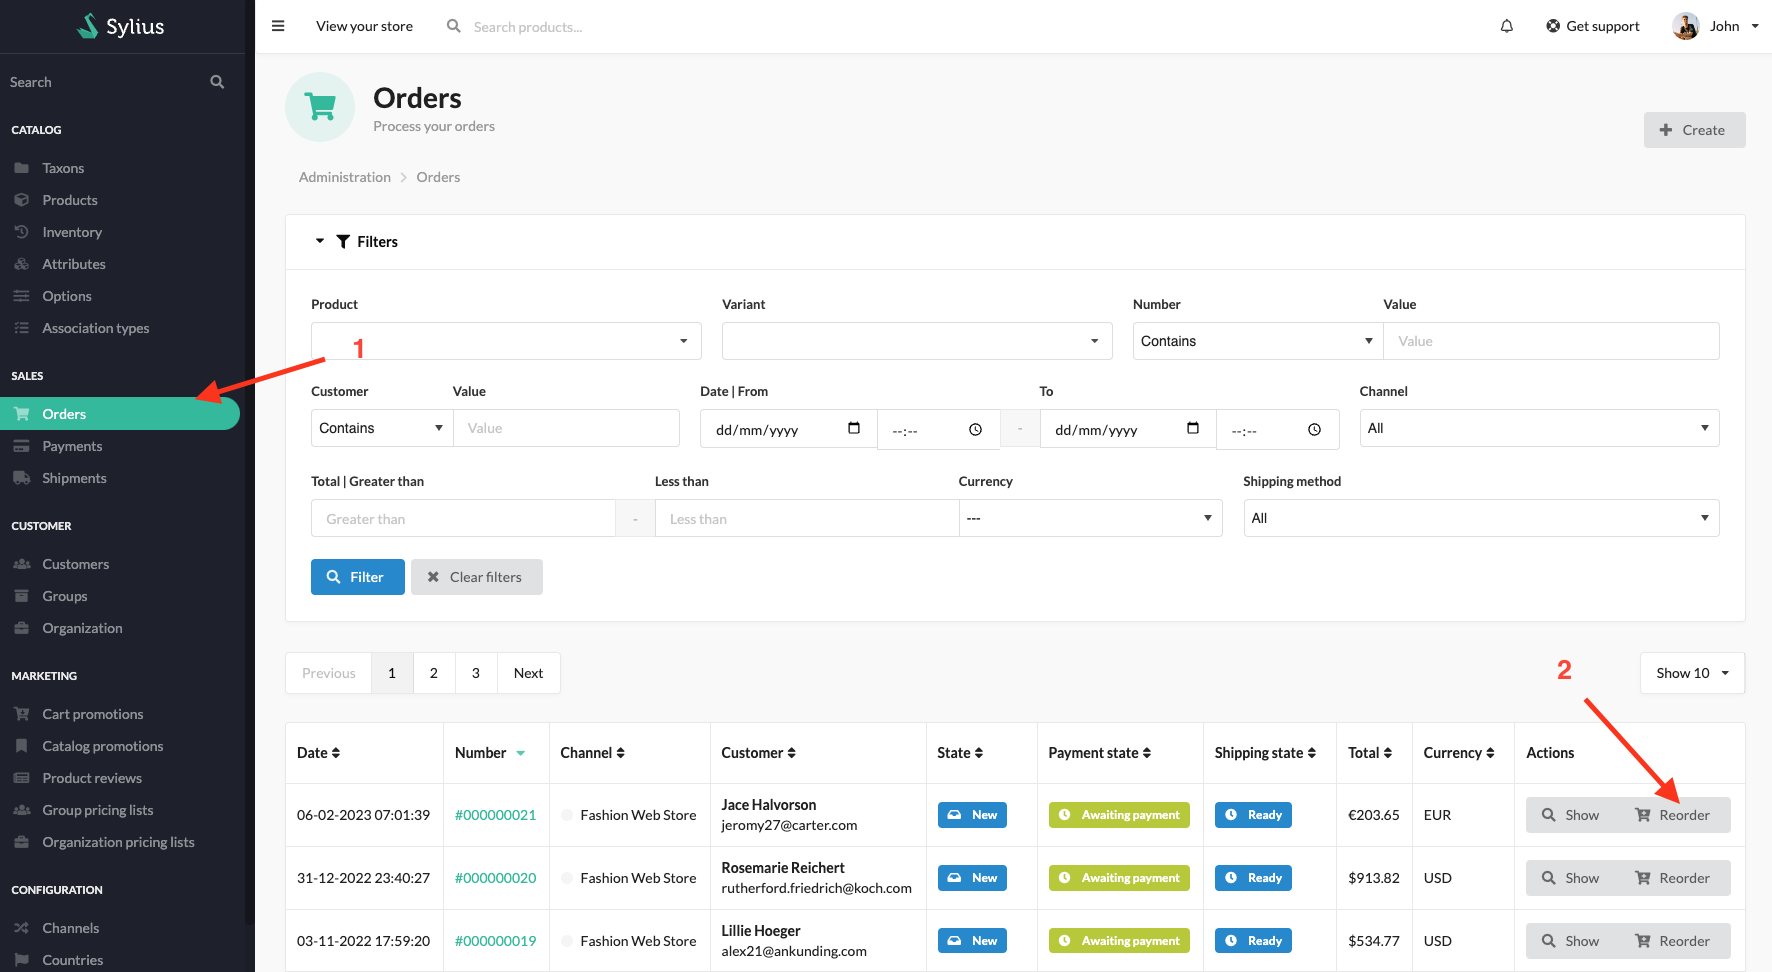 Sylius
View your store
Search products...
Get support
John
Search
CATALOG
Taxons
Products
Inventory
Attributes
Options
Association types
SALES
Orders
Payments
Shipments
CUSTOMER
Customers
Groups
Organization
MARKETING
Cart promotions
Catalog promotions
Product reviews
Group pricing lists
Organization pricing lists
CONFIGURATION
Channels
Countries
Orders
Process your orders
Create
Administration
Orders
Filters
Product Variant Number Value
1
Contains Value
Customer Value Date | From To Channel
Contains Value dd/mm/yyyy --:-- - dd/mm/yyyy --:-- All
Total | Greater than Less than Currency Shipping method
Greater than - Less than --- All
Filter Clear filters
Previous 1 2 3 Next
2
Show 10
Date Number Channel Customer State Payment state Shipping state Total Currency Actions
06-02-2023 07:01:39 #000000021 Fashion Web Store Jace Halvorson New Awaiting payment Ready €203.65 EUR Show Reorder
jeromy27@carter.com
31-12-2022 23:40:27 #000000020 Fashion Web Store Rosemarie Reichert New Awaiting payment Ready $913.82 USD Show Reorder
rutherford.friedrich@koch.com
03-11-2022 17:59:20 #000000019 Fashion Web Store Lillie Hoeger New Awaiting payment Ready $534.77 USD Show Reorder
alex21@ankunding.com